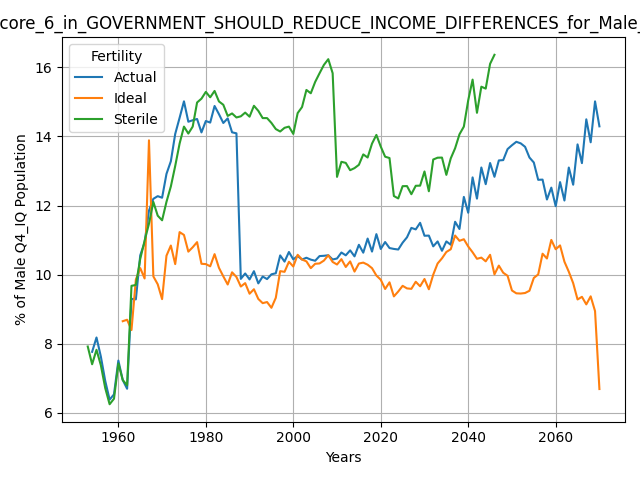 core_6_in_GOVERNMENT_SHOULD_REDUCE_INCOME_DIFFERENCES_for_Male_
Fertility
Actual
Ideal
Sterile
% of Male Q4_IQ Population
16
14
12
10
8
6
1960
1980
2000
2020
2040
2060
Years